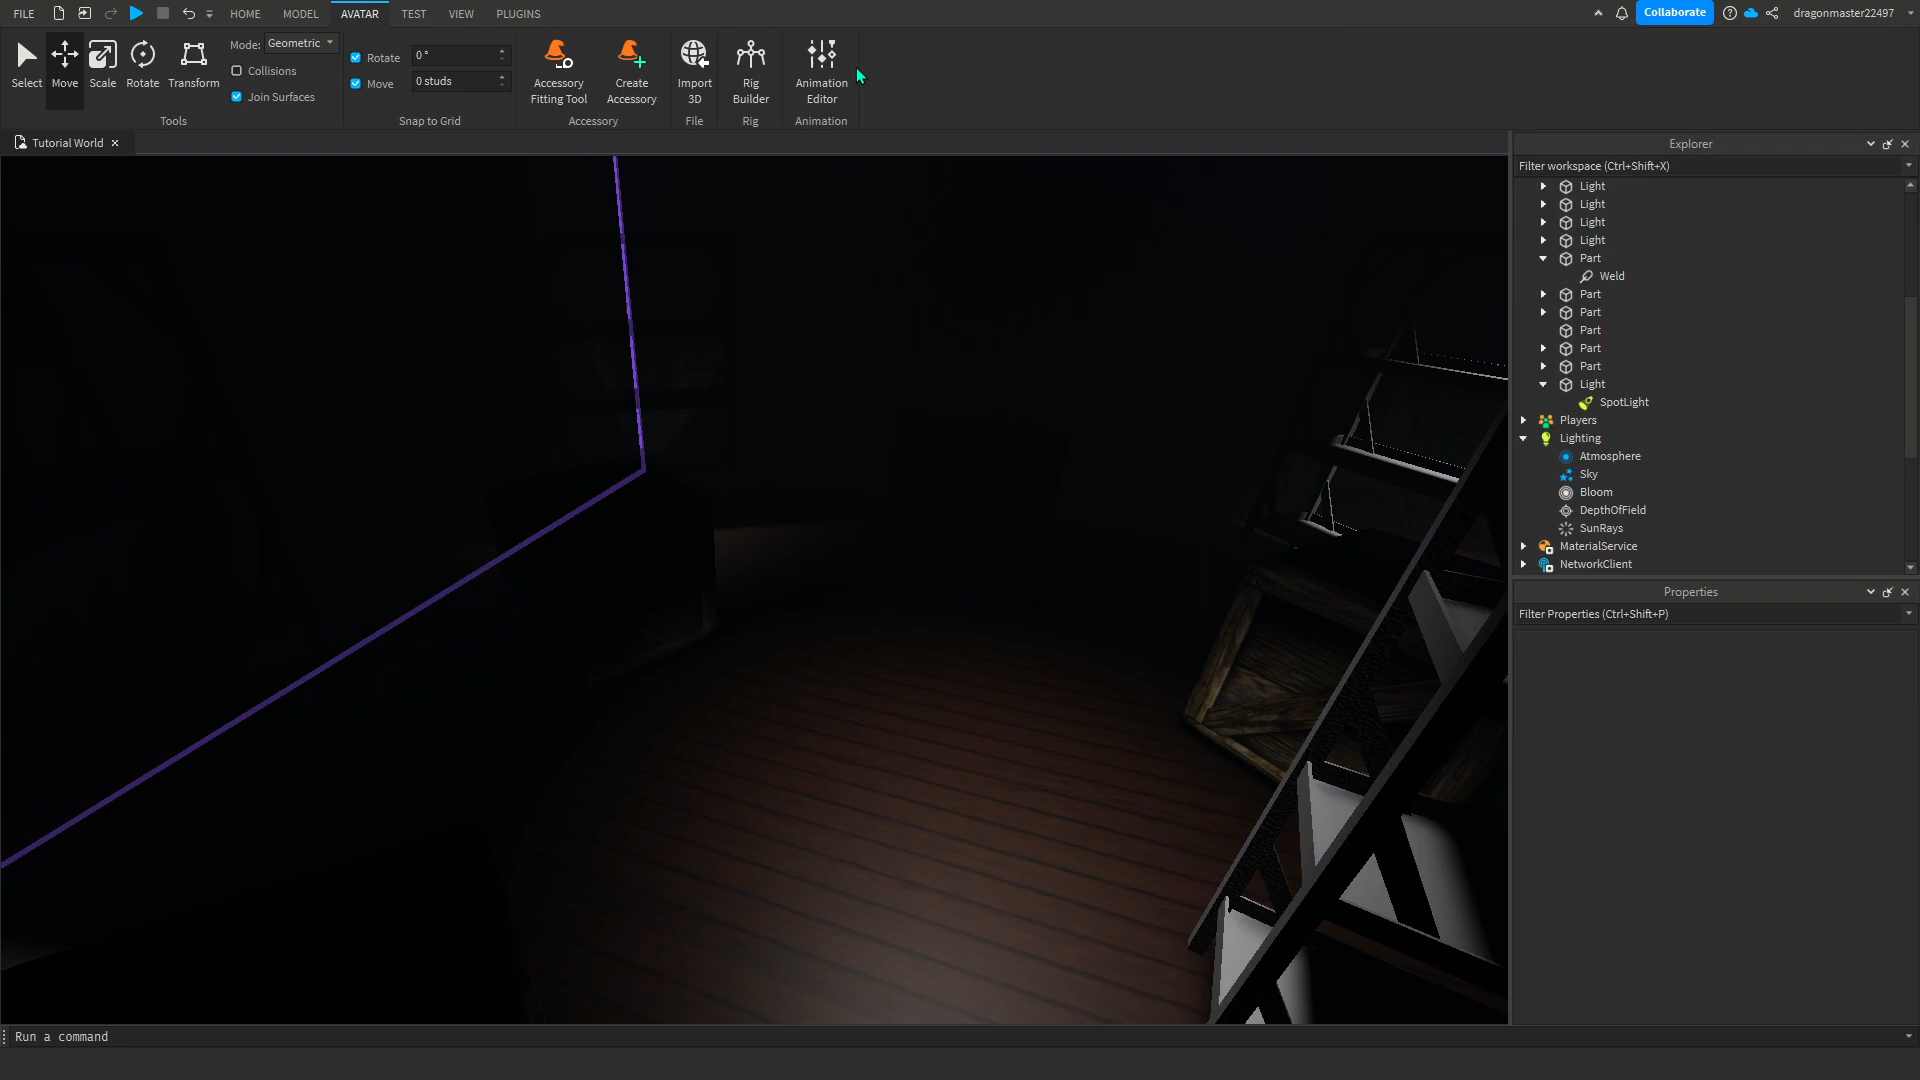 FILE HOME MODEL AVATAR TEST VIEW PLUGINS Collaborate dragonmaster22497
Select Move Scale Rotate Transform
Mode: Geometric
Collisions
Join Surfaces
Tools
Rotate 0 °
Move 0 studs
Snap to Grid
Accessory
Fitting Tool
Create
Accessory
Accessory
Import
3D
File
Rig
Builder
Rig
Animation
Editor
Animation
Tutorial World
Explorer
Filter workspace (Ctrl+Shift+X)
Light
Light
Light
Light
Part
Weld
Part
Part
Part
Part
Part
Light
SpotLight
Players
Lighting
Atmosphere
Sky
Bloom
DepthOfField
SunRays
MaterialService
NetworkClient
Properties
Filter Properties (Ctrl+Shift+P)
Run a command